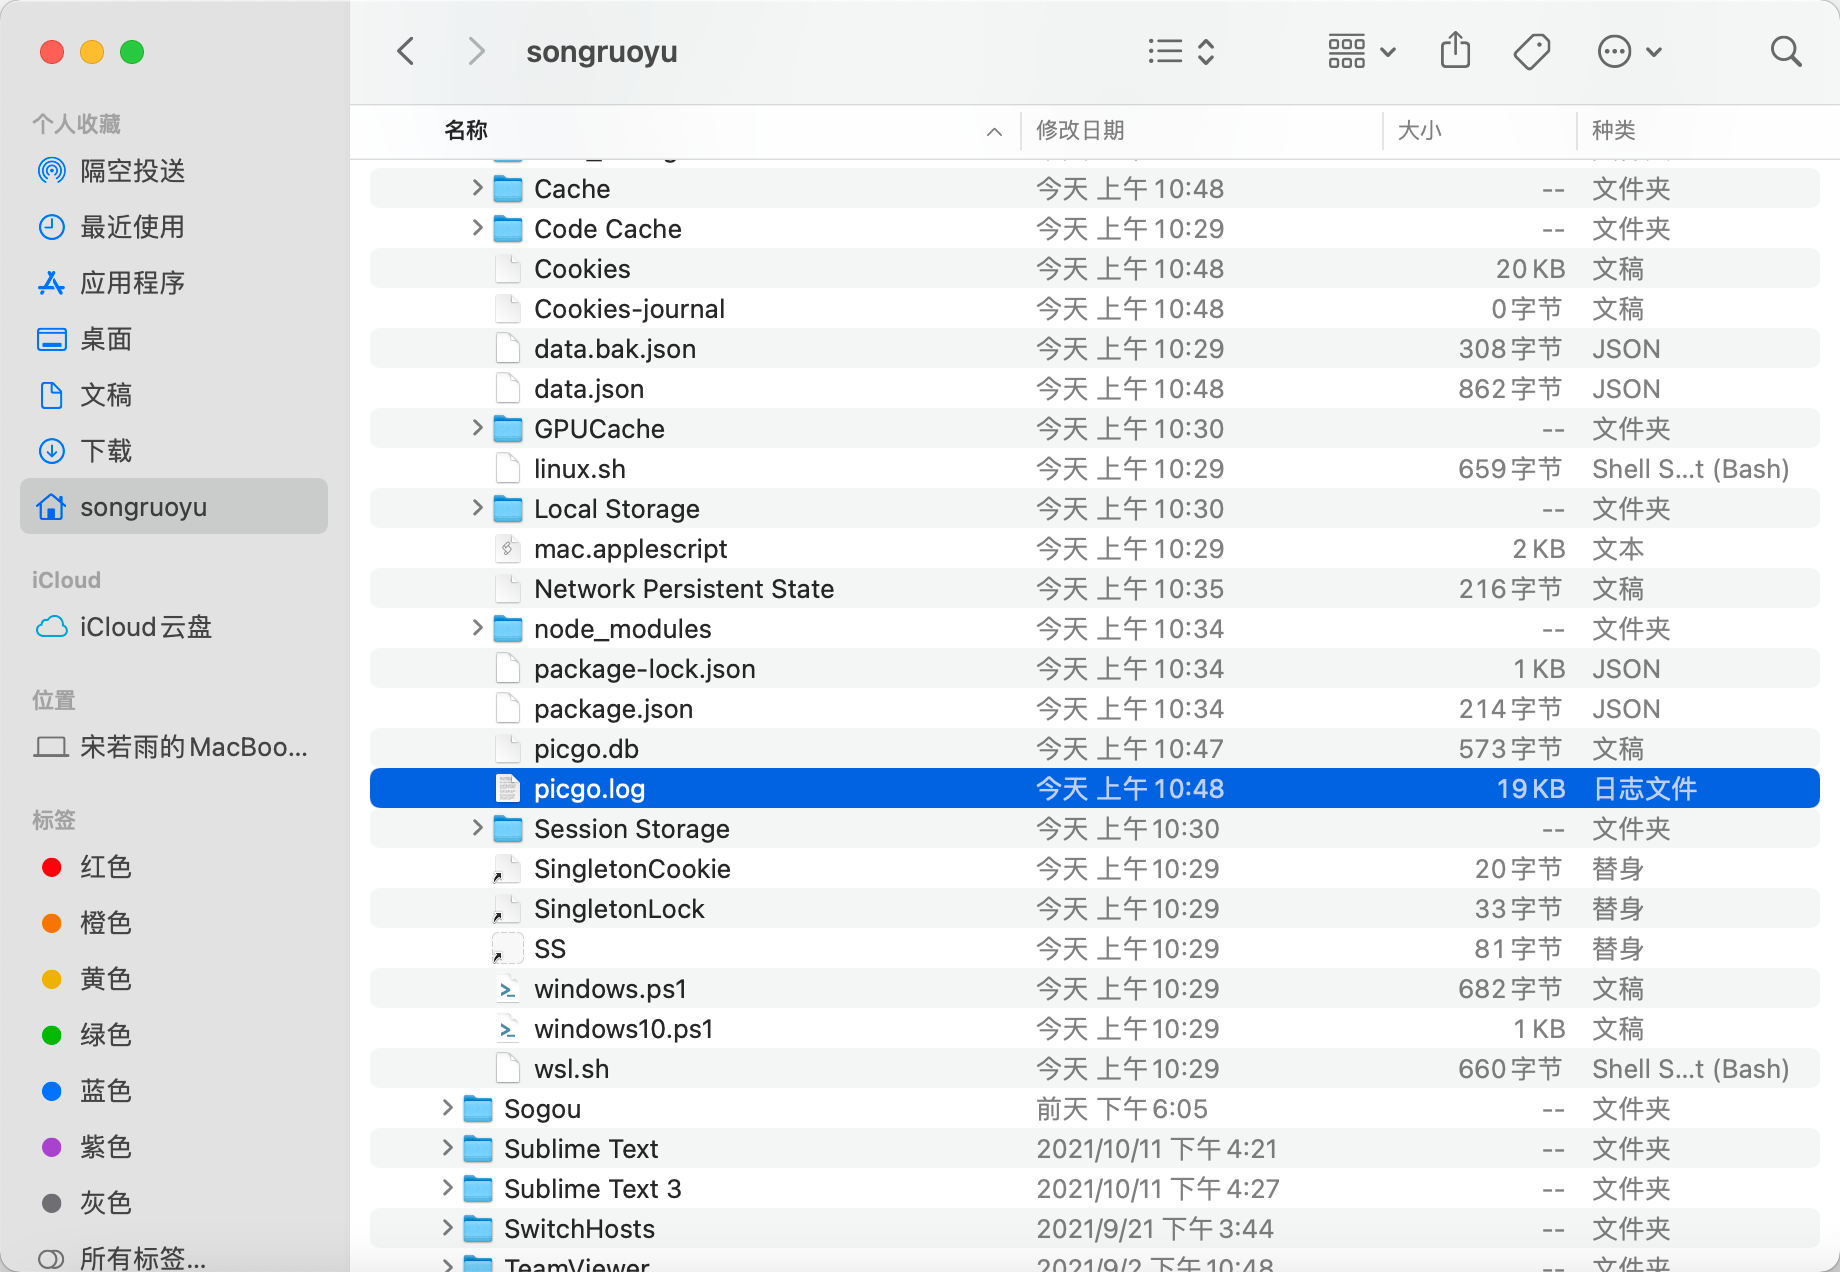 songruoyu
个人收藏
隔空投送
最近使用
应用程序
桌面
文稿
下载
songruoyu
iCloud
iCloud云盘
位置
宋若雨的MacBoo...
标签
红色
橙色
黄色
绿色
蓝色
紫色
灰色
所有标签...
名称 修改日期 大小 种类
Cache 今天 上午10:48 -- 文件夹
Code Cache 今天 上午10:29 -- 文件夹
Cookies 今天 上午10:48 20 KB 文稿
Cookies-journal 今天 上午10:48 0字节 文稿
data.bak.json 今天 上午10:29 308字节 JSON
data.json 今天 上午10:48 862字节 JSON
GPUCache 今天 上午10:30 -- 文件夹
linux.sh 今天 上午10:29 659字节 Shell S...t (Bash)
Local Storage 今天 上午10:30 -- 文件夹
mac.applescript 今天 上午10:29 2 KB 文本
Network Persistent State 今天 上午10:35 216字节 文稿
node_modules 今天 上午10:34 -- 文件夹
package-lock.json 今天 上午10:34 1 KB JSON
package.json 今天 上午10:34 214字节 JSON
picgo.db 今天 上午10:47 573字节 文稿
picgo.log 今天 上午10:48 19 KB 日志文件
Session Storage 今天 上午10:30 -- 文件夹
SingletonCookie 今天 上午10:29 20字节 替身
SingletonLock 今天 上午10:29 33字节 替身
SS 今天 上午10:29 81字节 替身
windows.ps1 今天 上午10:29 682字节 文稿
windows10.ps1 今天 上午10:29 1 KB 文稿
wsl.sh 今天 上午10:29 660字节 Shell S...t (Bash)
Sogou 前天 下午6:05 -- 文件夹
Sublime Text 2021/10/11 下午4:21 -- 文件夹
Sublime Text 3 2021/10/11 下午4:27 -- 文件夹
SwitchHosts 2021/9/21 下午3:44 -- 文件夹
TeamViewer 2021/9/2 下午10:48 -- 文件夹